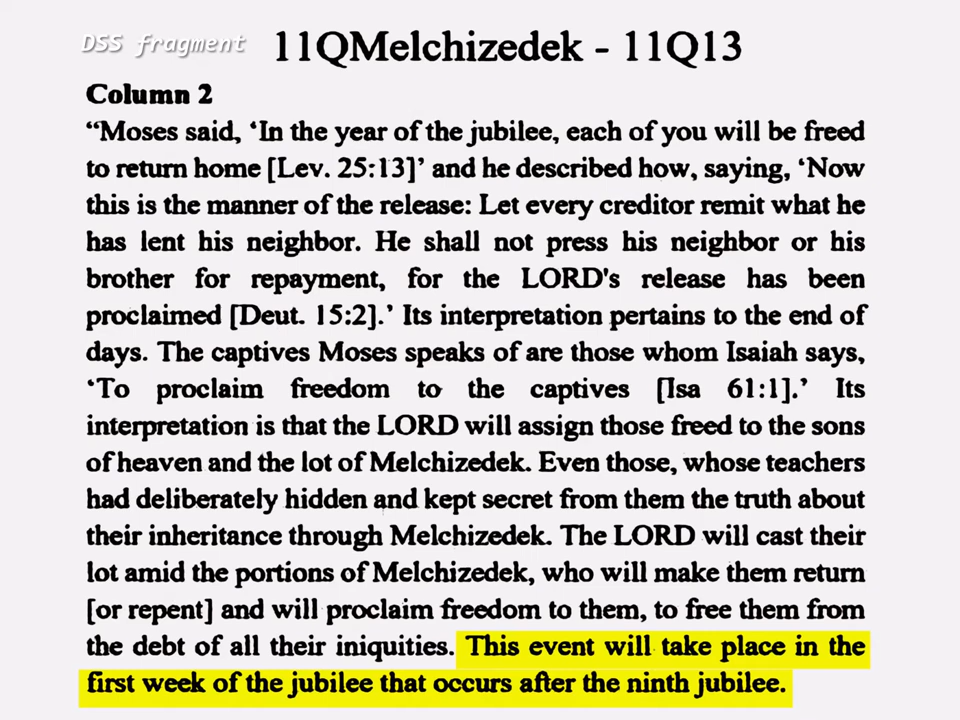 DSS fragment
11QMelchizedek - 11Q13
Column 2
“Moses said, ‘In the year of the jubilee, each of you will be freed
to return home [Lev. 25:13]’ and he described how, saying, ‘Now
this is the manner of the release: Let every creditor remit what he
has lent his neighbor. He shall not press his neighbor or his
brother for repayment, for the LORD's release has been
proclaimed [Deut. 15:2].’ Its interpretation pertains to the end of
days. The captives Moses speaks of are those whom Isaiah says,
‘To proclaim freedom to the captives [Isa 61:1].’ Its
interpretation is that the LORD will assign those freed to the sons
of heaven and the lot of Melchizedek. Even those, whose teachers
had deliberately hidden and kept secret from them the truth about
their inheritance through Melchizedek. The LORD will cast their
lot amid the portions of Melchizedek, who will make them return
[or repent] and will proclaim freedom to them, to free them from
the debt of all their iniquities. This event will take place in the
first week of the jubilee that occurs after the ninth jubilee.